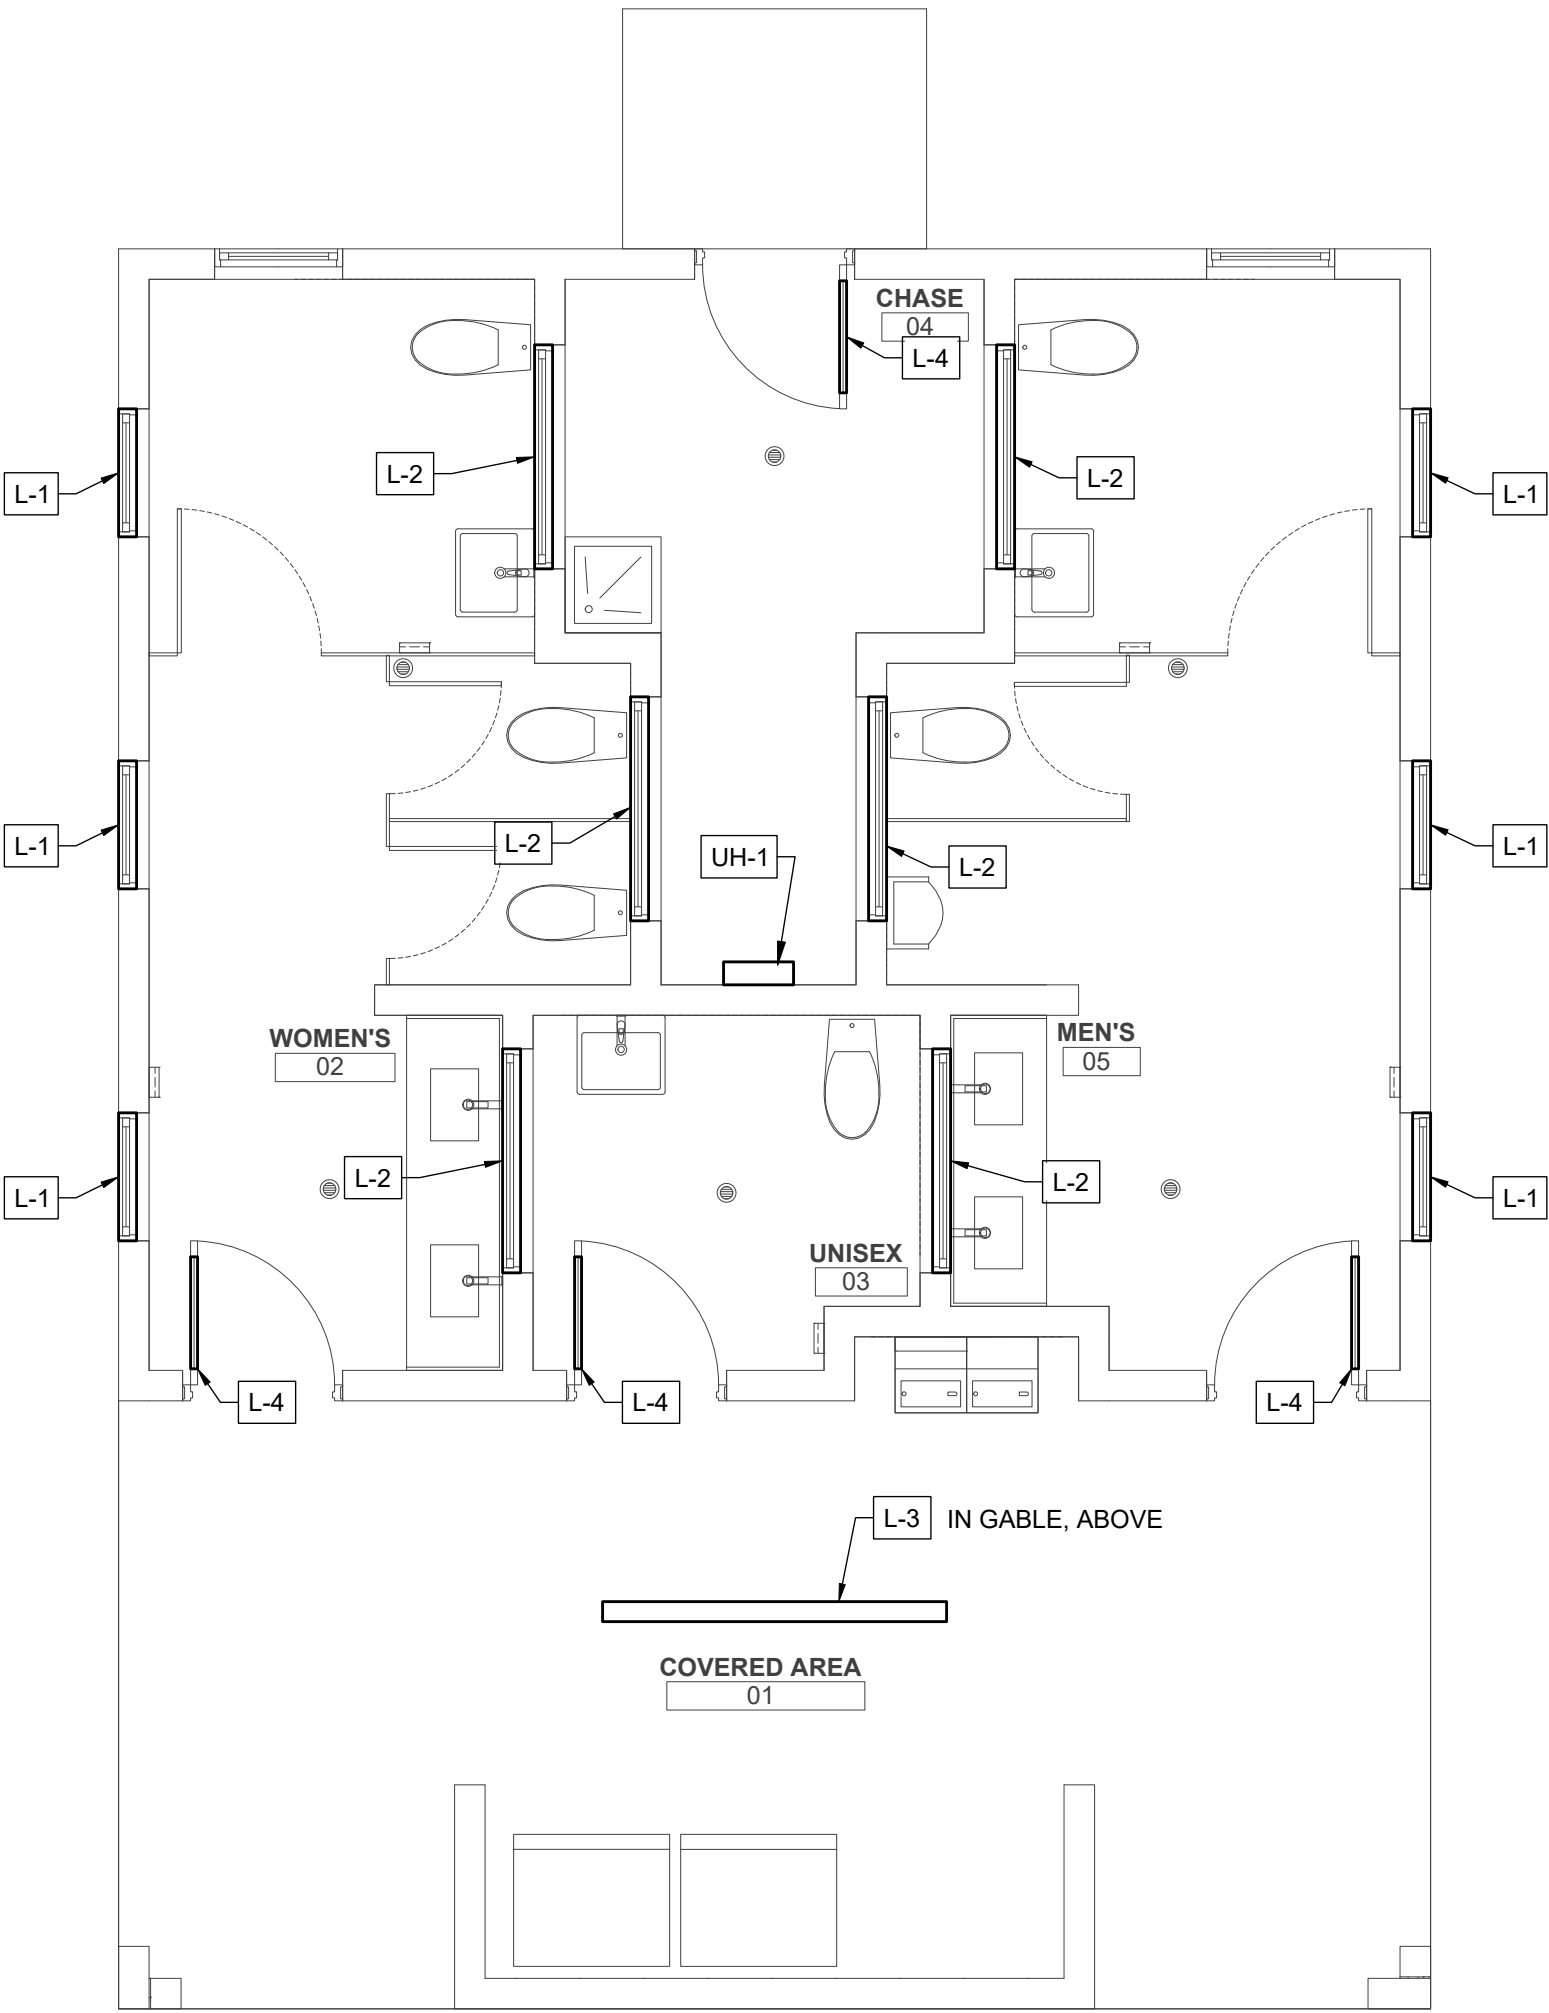 CHASE
04
L-4
L-2
L-2
L-1
L-1
L-1
L-1
L-2
UH-1
L-2
WOMEN'S
02
MEN'S
05
L-2
L-2
L-1
L-1
UNISEX
03
L-4
L-4
L-4
L-3 IN GABLE, ABOVE
COVERED AREA
01